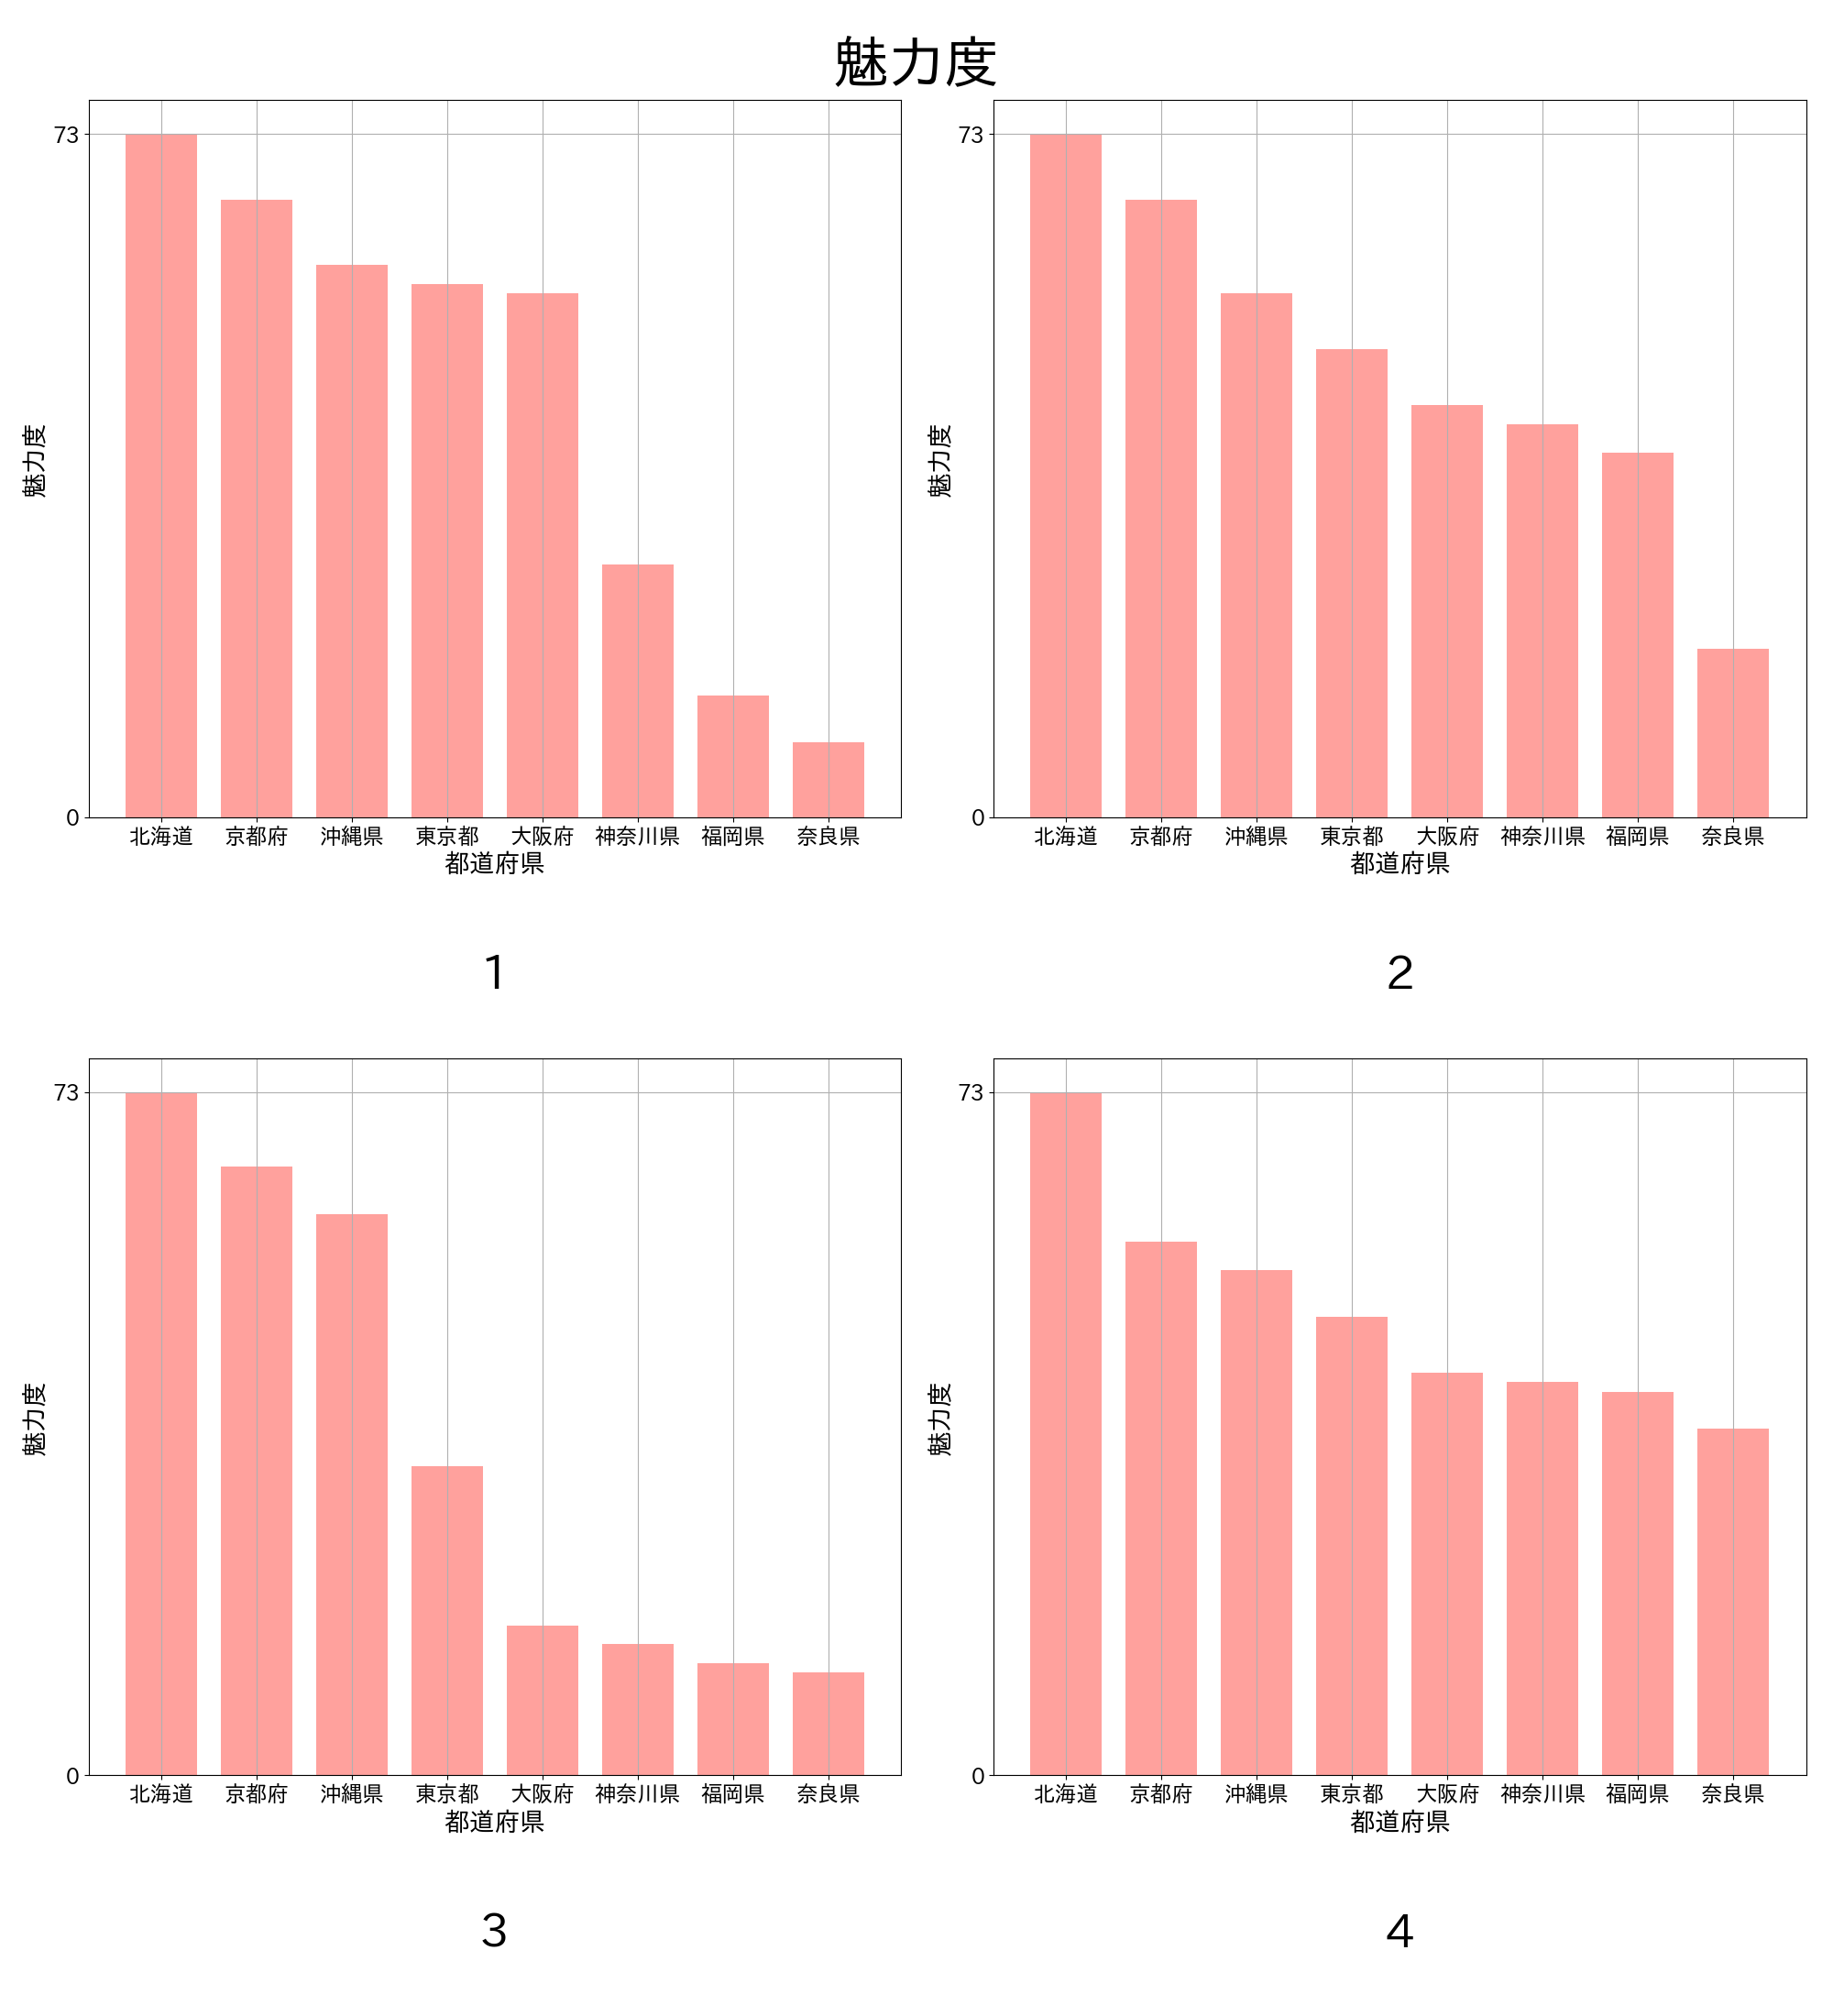 魅力度
73
0
魅力度
北海道 京都府 沖縄県 東京都 大阪府 神奈川県 福岡県 奈良県
都道府県
1
73
0
魅力度
北海道 京都府 沖縄県 東京都 大阪府 神奈川県 福岡県 奈良県
都道府県
2
73
0
魅力度
北海道 京都府 沖縄県 東京都 大阪府 神奈川県 福岡県 奈良県
都道府県
3
73
0
魅力度
北海道 京都府 沖縄県 東京都 大阪府 神奈川県 福岡県 奈良県
都道府県
4